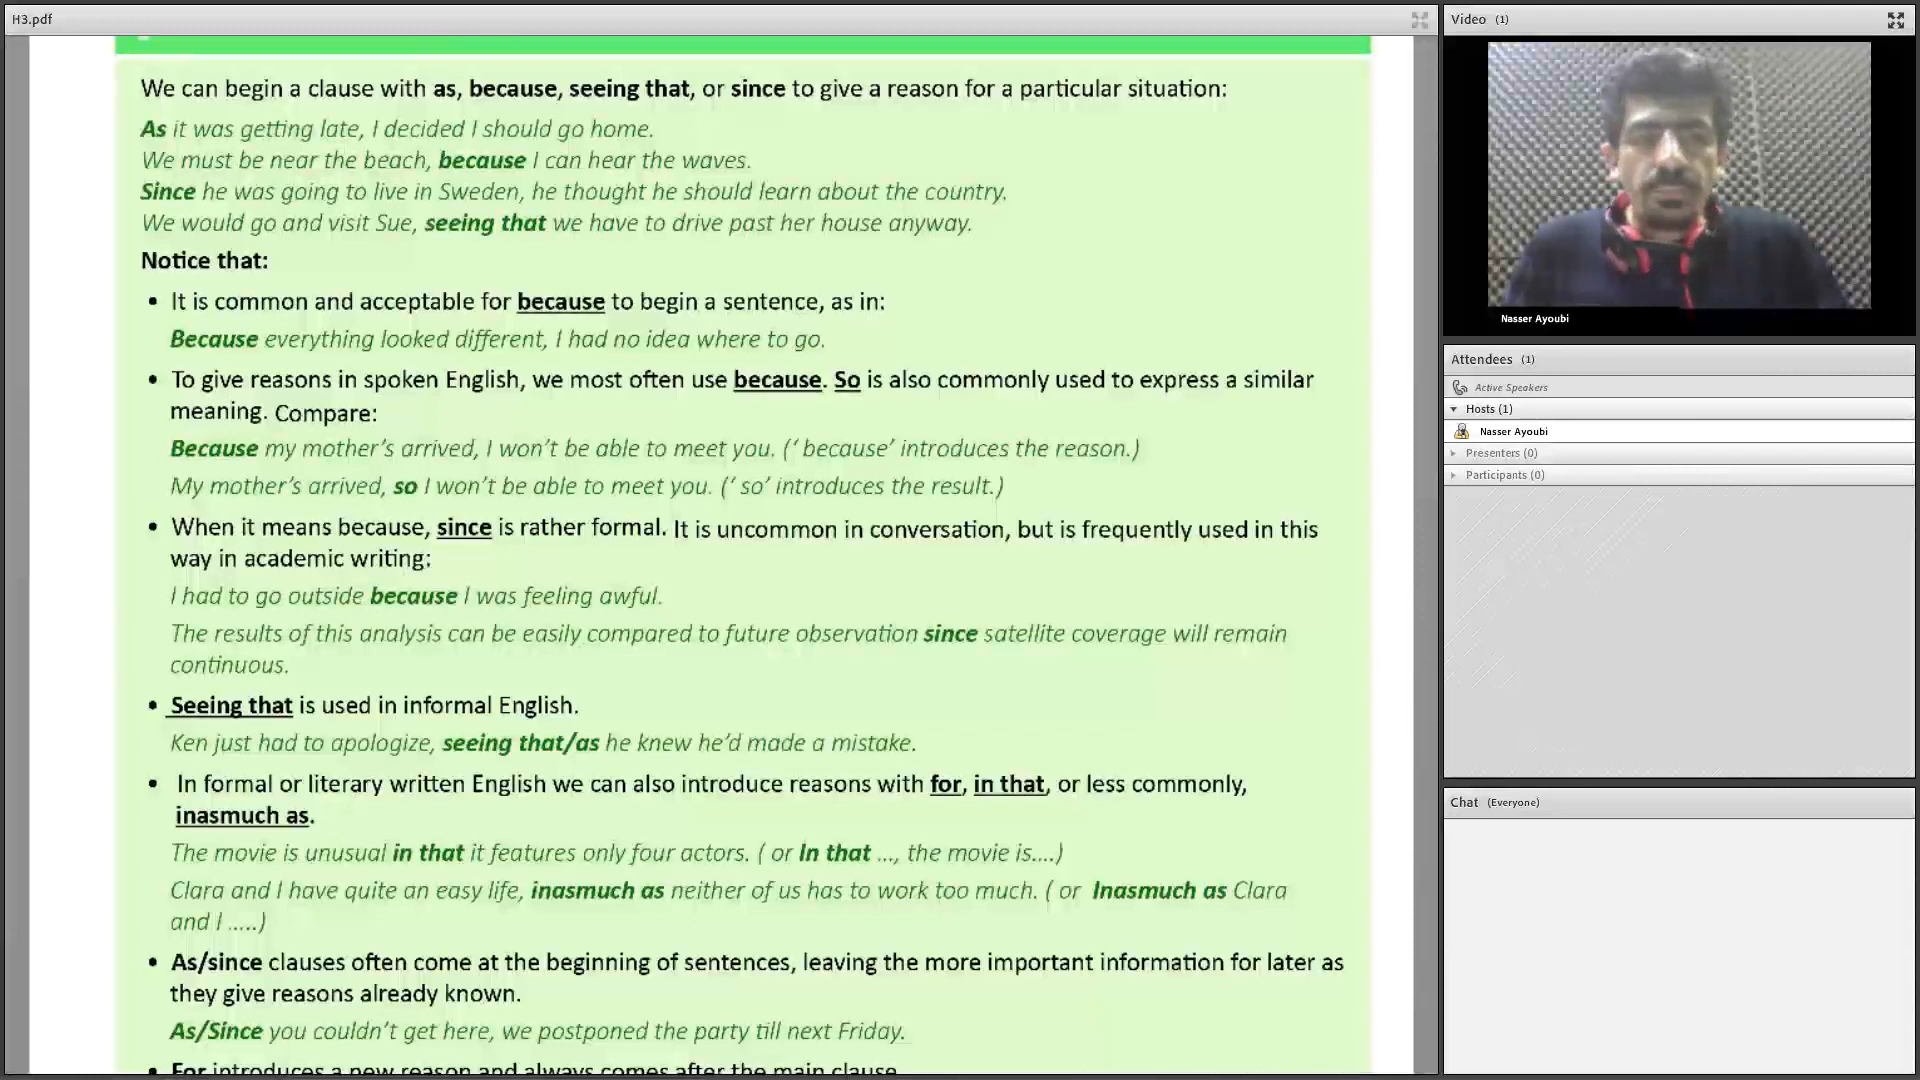 H3.pdf
We can begin a clause with as, because, seeing that, or since to give a reason for a particular situation:
As it was getting late, I decided I should go home.
We must be near the beach, because I can hear the waves.
Since he was going to live in Sweden, he thought he should learn about the country.
We would go and visit Sue, seeing that we have to drive past her house anyway.
Notice that:
• It is common and acceptable for because to begin a sentence, as in:
Because everything looked different, I had no idea where to go.
• To give reasons in spoken English, we most often use because. So is also commonly used to express a similar
meaning. Compare:
Because my mother's arrived, I won't be able to meet you. (' because' introduces the reason.)
My mother's arrived, so I won't be able to meet you. (' so' introduces the result.)
• When it means because, since is rather formal. It is uncommon in conversation, but is frequently used in this
way in academic writing:
I had to go outside because I was feeling awful.
The results of this analysis can be easily compared to future observation since satellite coverage will remain
continuous.
• Seeing that is used in informal English.
Ken just had to apologize, seeing that/as he knew he'd made a mistake.
• In formal or literary written English we can also introduce reasons with for, in that, or less commonly,
inasmuch as.
The movie is unusual in that it features only four actors. ( or In that ..., the movie is....)
Clara and I have quite an easy life, inasmuch as neither of us has to work too much. ( or Inasmuch as Clara
and I .....)
• As/since clauses often come at the beginning of sentences, leaving the more important information for later as
they give reasons already known.
As/Since you couldn't get here, we postponed the party till next Friday.
• For introduces a new reason and always comes after the main clause.
Video (1)
Nasser Ayoubi
Attendees (1)
Active Speakers
Hosts (1)
Nasser Ayoubi
Presenters (0)
Participants (0)
Chat (Everyone)